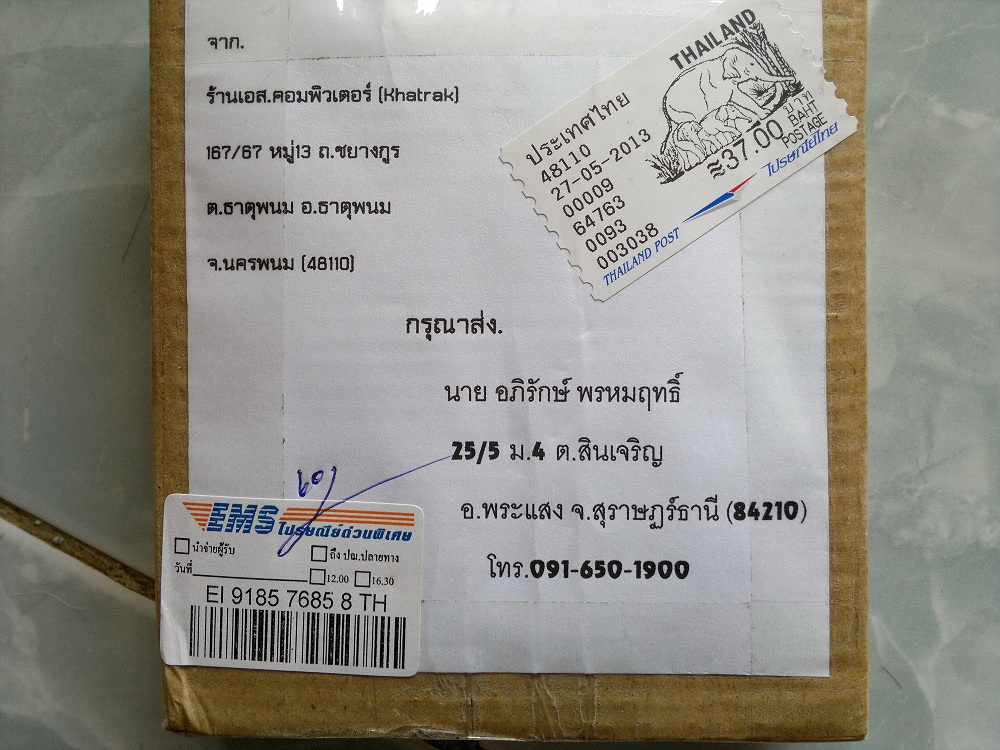 จาก.
ร้านเอส.คอมพิวเตอร์ (Khatrak)
167/67 หมู่13 ถ.ชยางกูร
ต.ธาตุพนม อ.ธาตุพนม
จ.นครพนม (48110)
THAILAND
ประเทศไทย
48110
27-05-2013
00009
64763
0093
003038
≈37.00
บาท
BAHT
POSTAGE
ไปรษณีย์ไทย
THAILAND POST
กรุณาส่ง.
นาย อภิรักษ์ พรหมฤทธิ์
25/5 ม.4 ต.สินเจริญ
อ.พระแสง จ.สุราษฏร์ธานี (84210)
โทร.091-650-1900
EMS ไปรษณีย์ด่วนพิเศษ
นำจ่ายผู้รับ ถึง ปณ.ปลายทาง
วันที่ 12.00 16.30
EI 9185 7685 8 TH